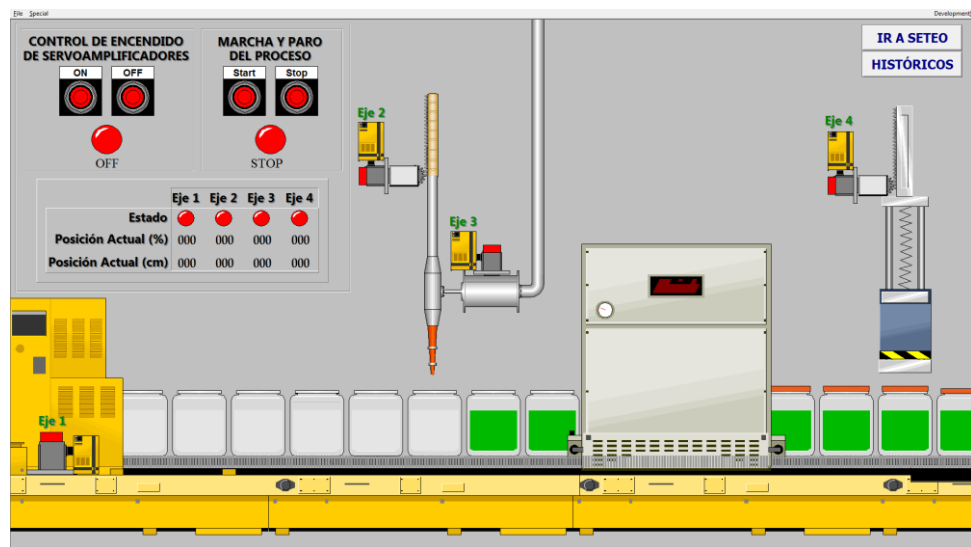 File Special
Development
CONTROL DE ENCENDIDO
DE SERVOAMPLIFICADORES
ON OFF
OFF
MARCHA Y PARO
DEL PROCESO
Start Stop
STOP
IR A SETEO
HISTÓRICOS
Eje 2
Eje 4
Eje 3
Eje 1 Eje 2 Eje 3 Eje 4
Estado
Posición Actual (%) 000 000 000 000
Posición Actual (cm) 000 000 000 000
Eje 1